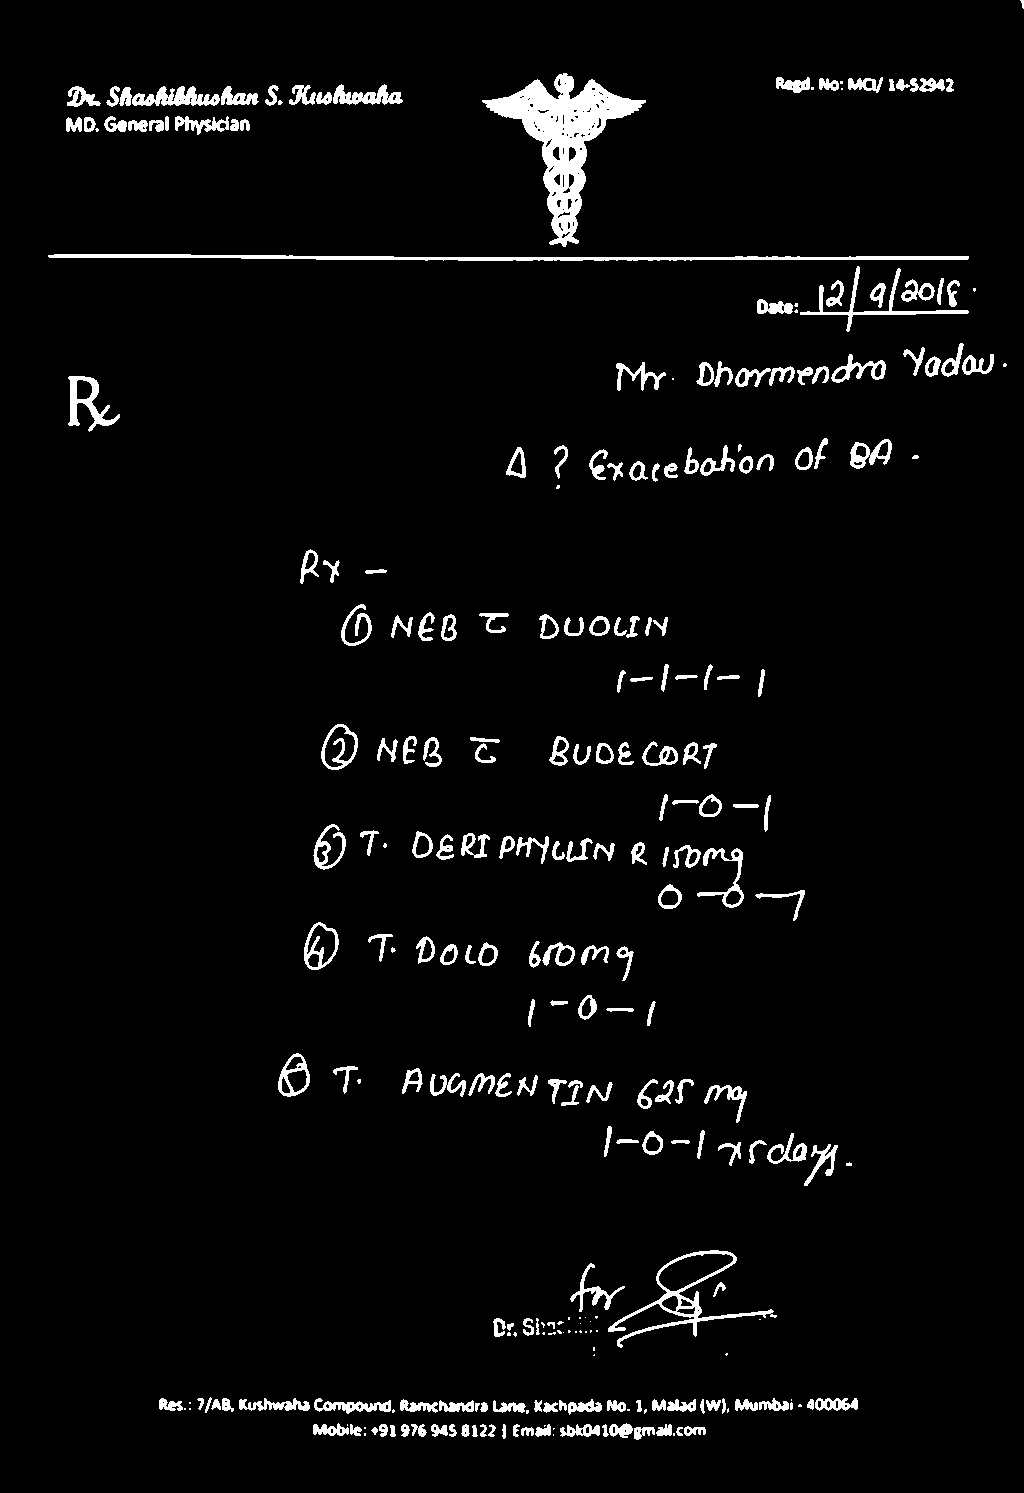 Dr. Shashibhushan S. Kushwaha
MD. General Physician
Regd. No: MCI/ 14-52942
Date: 12/9/2018.
Rx
Mr. Dharmendra Yadav.
Δ ? Exacebation of BA.
Rx -
① NEB c̄ DUOLIN
1-1-1-1
② NEB c̄ BUDECORT
1-0-1
③ T. DERIPHYLLIN R 150mg
0-0-1
④ T. DOLO 650mg
1-0-1
⑤ T. AUGMENTIN 625 mg
1-0-1 x 5 days.
for
Dr.
Res.: 7/AB, Kushwaha Compound, Ramchandra Lane, Kachpada No. 1, Malad (W), Mumbai - 400064
Mobile: +91 976 945 8122 | Email: sbk0410@gmail.com